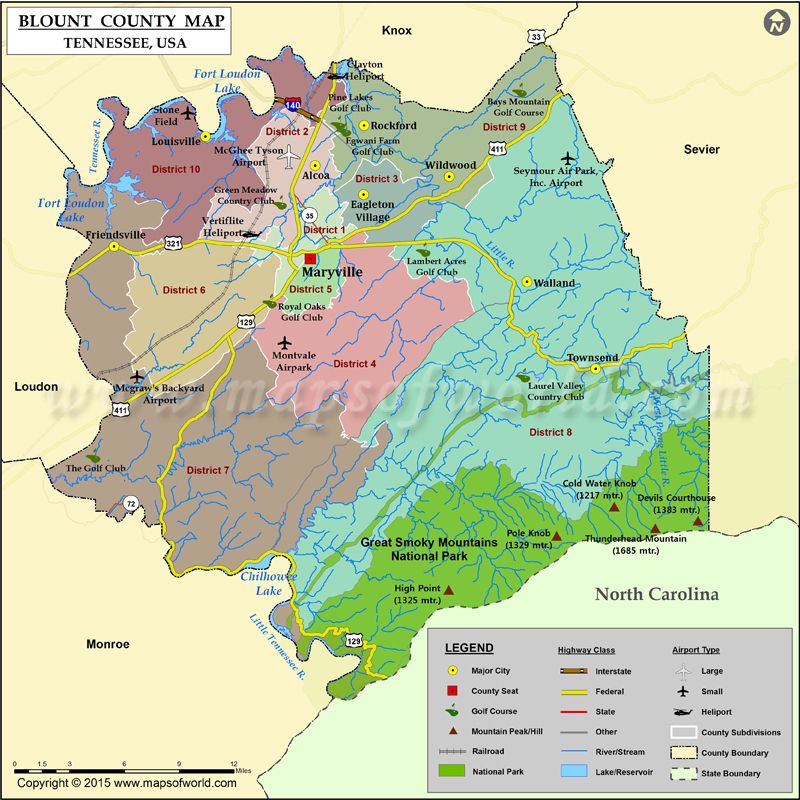 BLOUNT COUNTY MAP
TENNESSEE, USA
N
Knox
33
Clayton
Heliport
Fort Loudon
Lake
140
Pine Lakes
Golf Club
Bays Mountain
Golf Course
Stone
Field
Tennessee R.
Louisville
District 2
Rockford
District 9
McGhee Tyson
Airport
Egwani Farm
Golf Club
411
Sevier
District 10
Alcoa
District 3
Wildwood
Seymour Air Park,
Inc. Airport
Green Meadow
Country Club
Eagleton
Village
Fort Loudon
Lake
35
Vertiflite
Heliport
District 1
Friendsville
321
Little R.
Lambert Acres
Golf Club
Maryville
Walland
District 6
District 5
Royal Oaks
Golf Club
129
Montvale
Airpark
District 4
Townsend
Loudon
Mcgraw's Backyard
Airport
411
Laurel Valley
Country Club
www.mapsofworld.com
District 8
The Golf Club
District 7
Prong Little R.
Cold Water Knob
(1217 mtr.)
Devils Courthouse
(1383 mtr.)
72
Pole Knob
(1329 mtr.)
Thunderhead Mountain
(1685 mtr.)
Great Smoky Mountains
National Park
Chilhowee
Lake
High Point
(1325 mtr.)
North Carolina
Little Tennessee R.
Monroe
129
LEGEND
Major City
County Seat
Golf Course
Mountain Peak/Hill
Railroad
National Park
Highway Class
Interstate
Federal
State
Other
River/Stream
Lake/Reservoir
Airport Type
Large
Small
Heliport
County Subdivisions
County Boundary
State Boundary
0 1.5 3 6 9 12
Miles
Copyright © 2015 www.mapsofworld.com